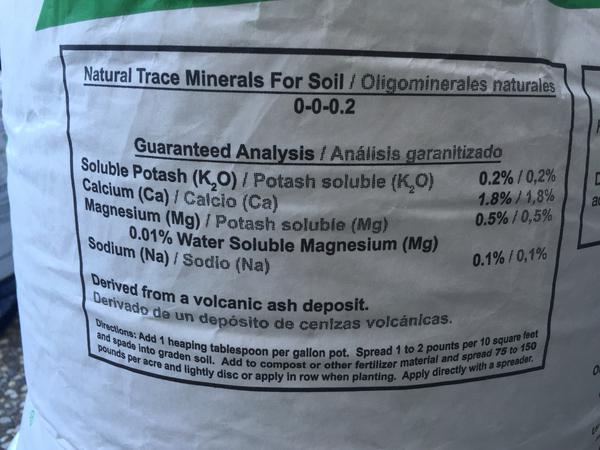 Natural Trace Minerals For Soil / Oligominerales naturales
0-0-0.2
Guaranteed Analysis / Análisis garanitizado
Soluble Potash (K₂O) / Potash soluble (K₂O) 0.2% / 0,2%
Calcium (Ca) / Calcio (Ca) 1.8% / 1,8%
Magnesium (Mg) / Potash soluble (Mg) 0.5% / 0,5%
0.01% Water Soluble Magnesium (Mg)
Sodium (Na) / Sodio (Na) 0.1% / 0,1%
Derived from a volcanic ash deposit.
Derivado de un depósito de cenizas volcánicas.
Directions: Add 1 heaping tablespoon per gallon pot. Spread 1 to 2 pounds per 10 square feet
and spade into graden soil. Add to compost or other fertilizer material and spread 75 to 150
pounds per acre and lightly disc or apply in row when planting. Apply directly with a spreader.